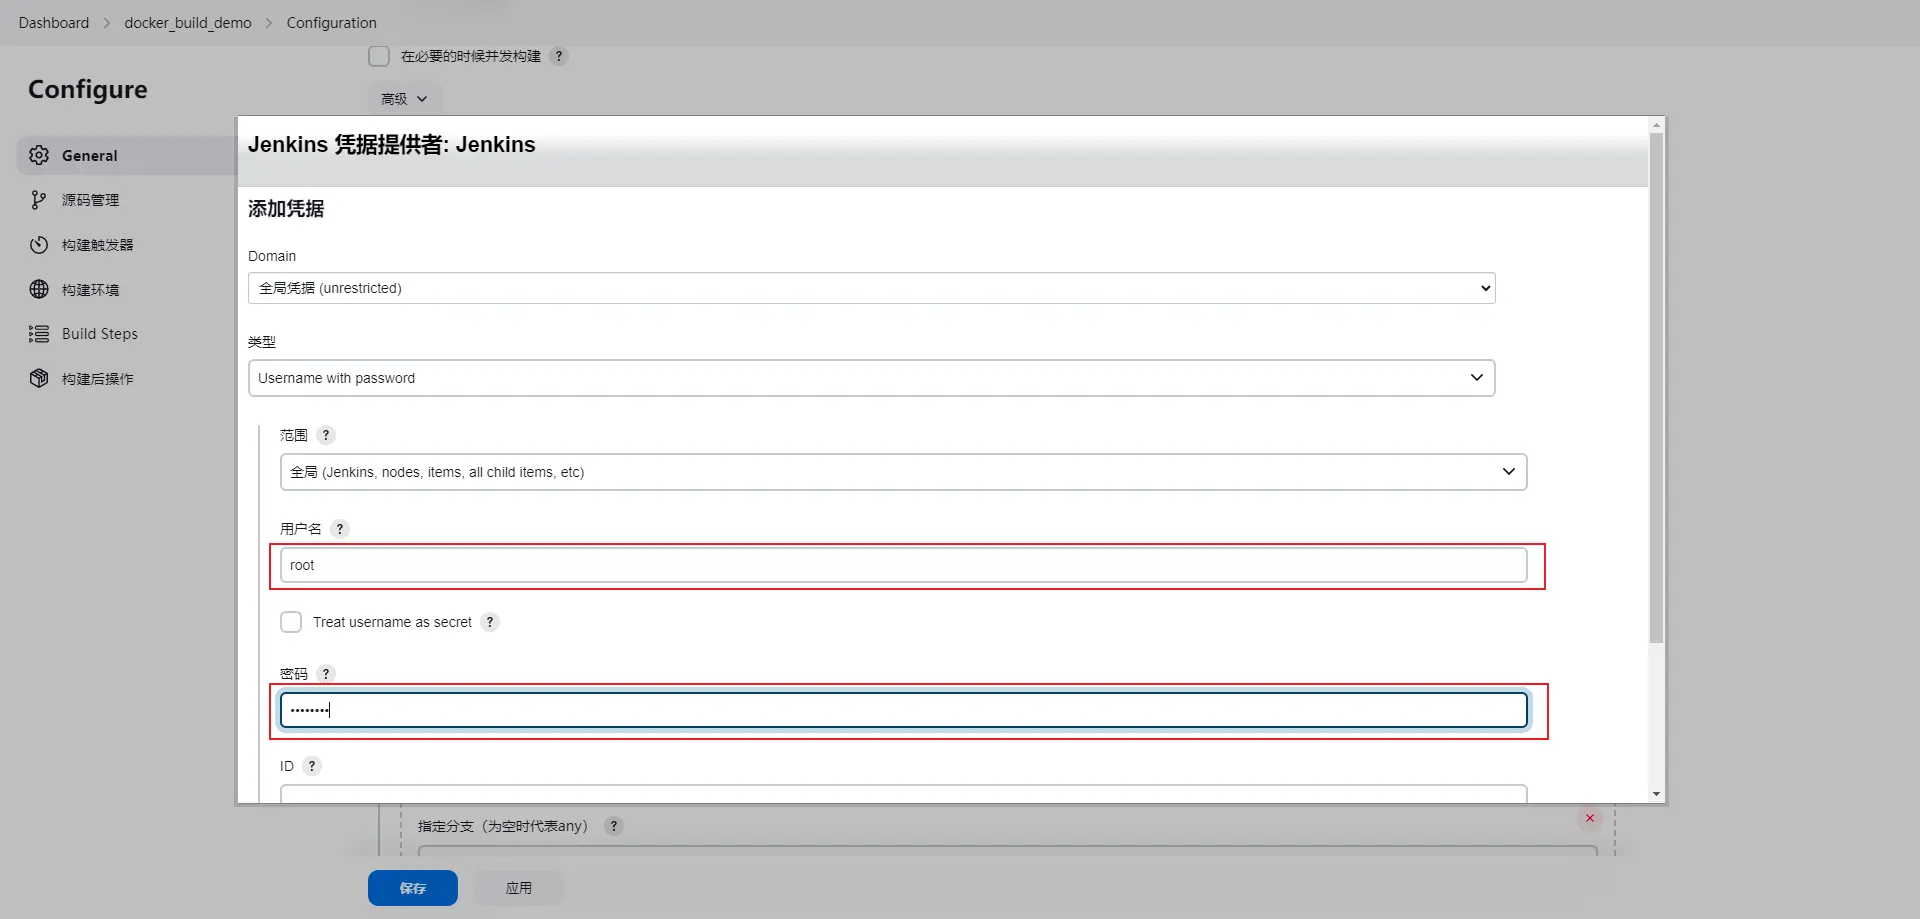 Dashboard > docker_build_demo > Configuration
在必要的时候并发构建 ?
高级
Configure
General
源码管理
构建触发器
构建环境
Build Steps
构建后操作
Jenkins 凭据提供者: Jenkins
添加凭据
Domain
全局凭据 (unrestricted)
类型
Username with password
范围 ?
全局 (Jenkins, nodes, items, all child items, etc)
用户名 ?
root
Treat username as secret ?
密码 ?
••••••••
ID ?
指定分支（为空时代表any） ?
保存 应用